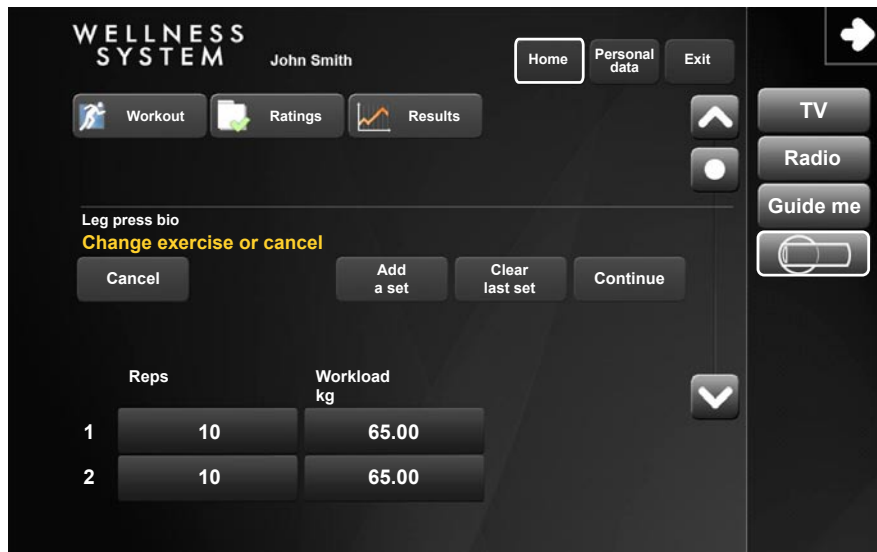 WELLNESS
SYSTEM
John Smith
Home
Personal
data
Exit
Workout
Ratings
Results
TV
Radio
Guide me
Leg press bio
Change exercise or cancel
Cancel
Add
a set
Clear
last set
Continue
Reps
Workload
kg
1 10 65.00
2 10 65.00